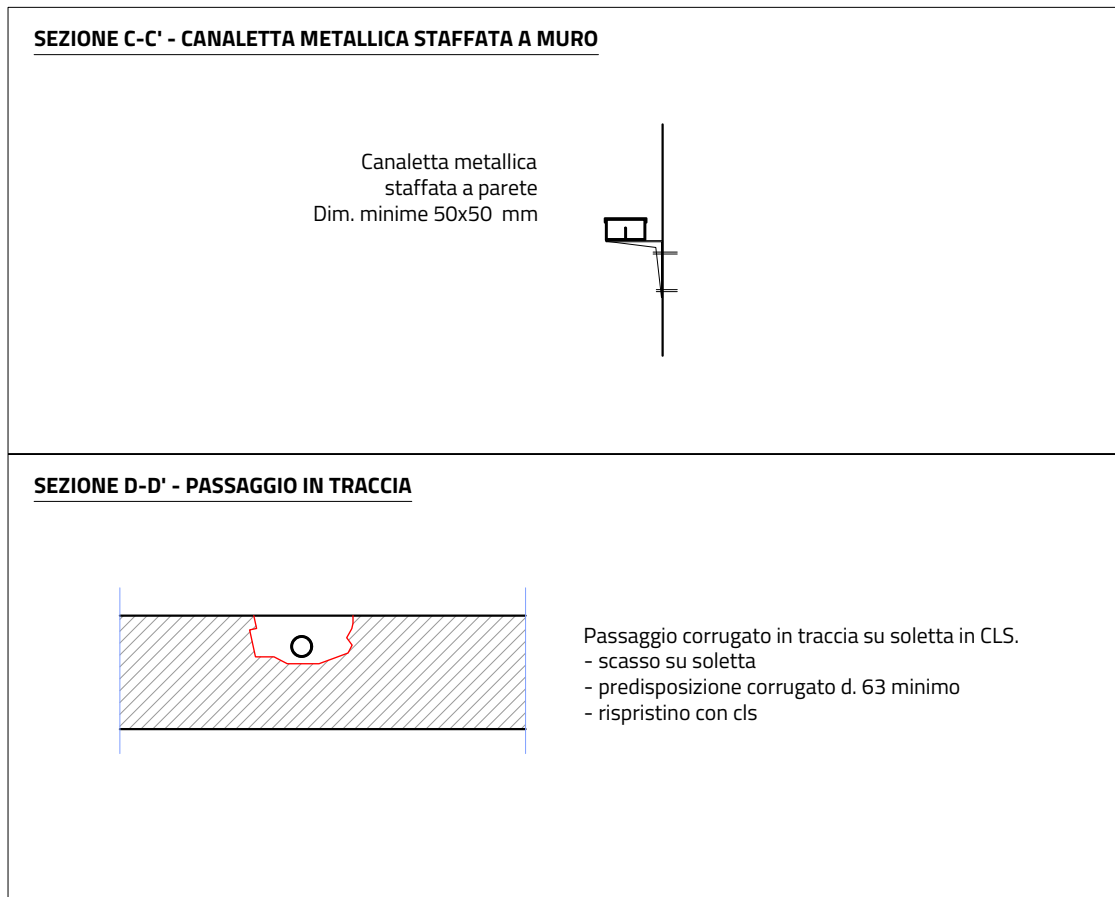 SEZIONE C-C' - CANALETTA METALLICA STAFFATA A MURO
Canaletta metallica
staffata a parete
Dim. minime 50x50 mm
SEZIONE D-D' - PASSAGGIO IN TRACCIA
Passaggio corrugato in traccia su soletta in CLS.
- scasso su soletta
- predisposizione corrugato d. 63 minimo
- rispristino con cls